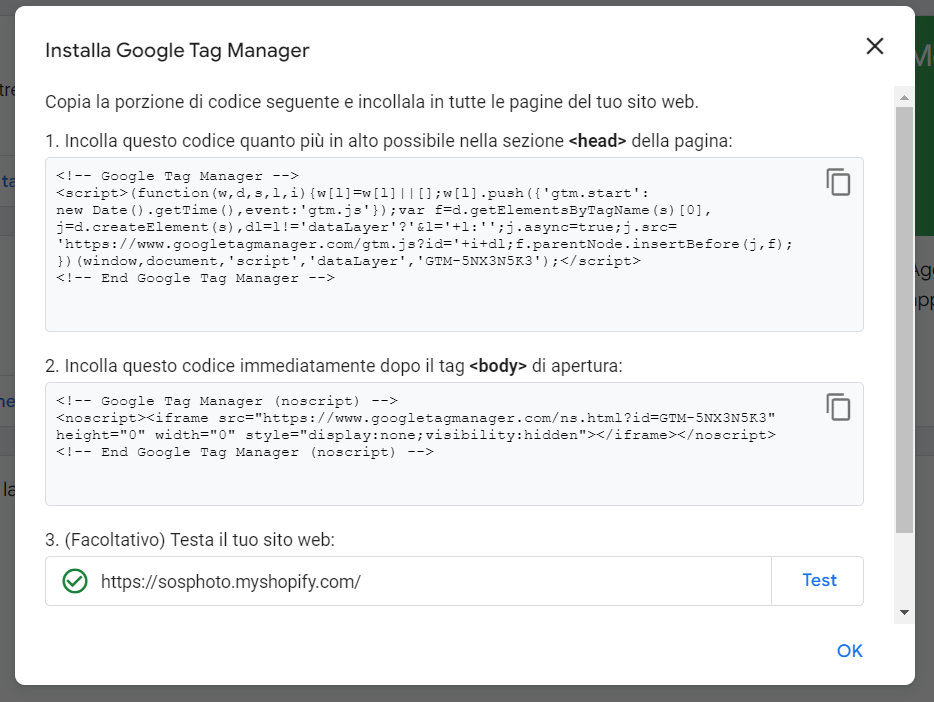 Installa Google Tag Manager
Copia la porzione di codice seguente e incollala in tutte le pagine del tuo sito web.
1. Incolla questo codice quanto più in alto possibile nella sezione <head> della pagina:
<!-- Google Tag Manager -->
<script>(function(w,d,s,l,i){w[l]=w[l]||[];w[l].push({'gtm.start':
new Date().getTime(),event:'gtm.js'});var f=d.getElementsByTagName(s)[0],
j=d.createElement(s),dl=l!='dataLayer'?'&l='+l:'';j.async=true;j.src=
'https://www.googletagmanager.com/gtm.js?id='+i+dl;f.parentNode.insertBefore(j,f);
})(window,document,'script','dataLayer','GTM-5NX3N5K3');</script>
<!-- End Google Tag Manager -->
2. Incolla questo codice immediatamente dopo il tag <body> di apertura:
<!-- Google Tag Manager (noscript) -->
<noscript><iframe src="https://www.googletagmanager.com/ns.html?id=GTM-5NX3N5K3"
height="0" width="0" style="display:none;visibility:hidden"></iframe></noscript>
<!-- End Google Tag Manager (noscript) -->
3. (Facoltativo) Testa il tuo sito web:
https://sosphoto.myshopify.com/
Test
OK